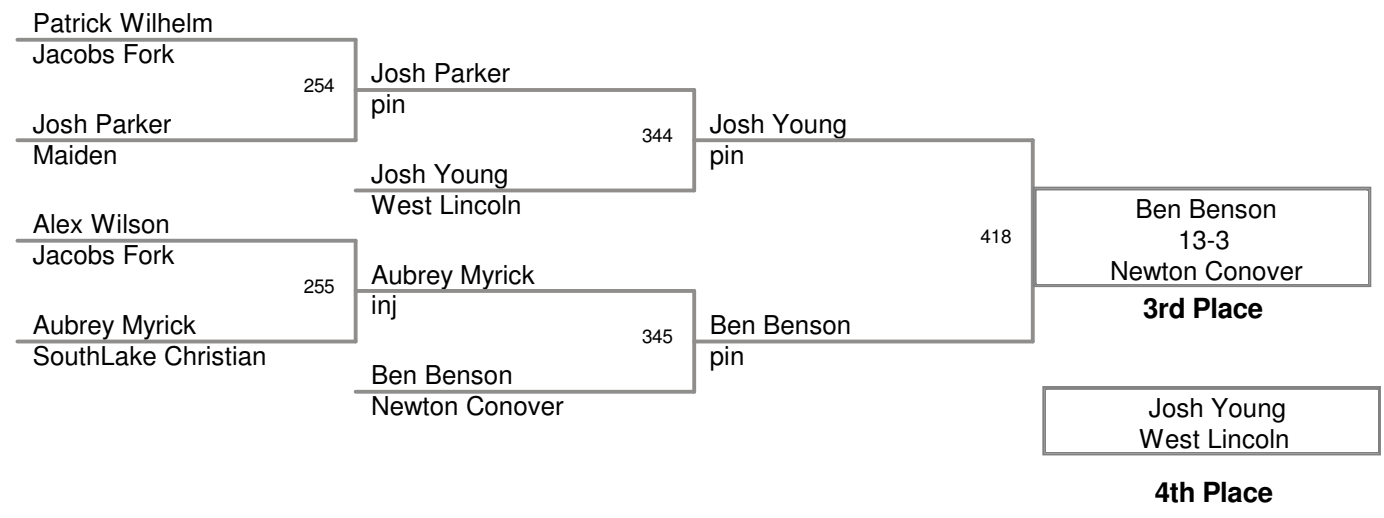 Patrick Wilhelm
Jacobs Fork
254
Josh Parker
pin
Josh Parker
Maiden
344
Josh Young
pin
Josh Young
West Lincoln
Alex Wilson
Jacobs Fork
255
Aubrey Myrick
inj
Aubrey Myrick
SouthLake Christian
345
Ben Benson
pin
Ben Benson
Newton Conover
418
Ben Benson
13-3
Newton Conover
3rd Place
Josh Young
West Lincoln
4th Place